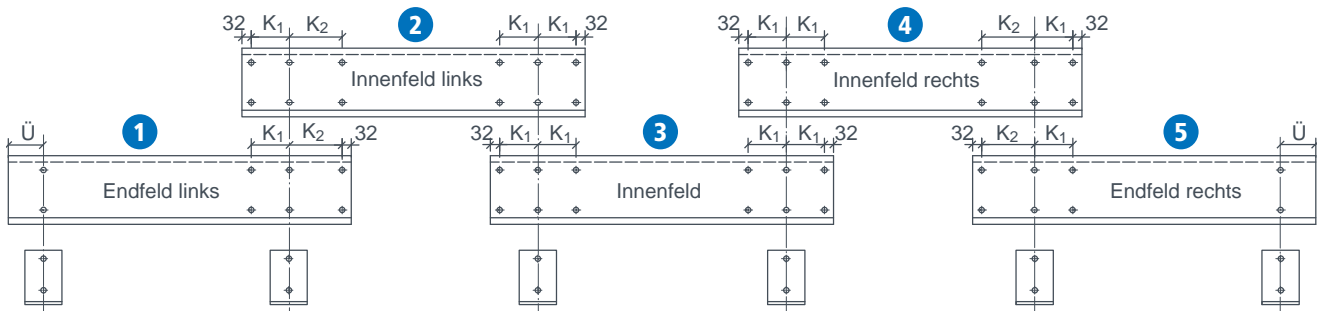 2 4
32 K₁ K₂ K₁ K₁ 32 32 K₁ K₁ K₂ K₁ 32
Innenfeld links Innenfeld rechts
1 3 5
Ü K₁ K₂ 32 32 K₁ K₁ K₁ K₁ 32 32 K₂ K₁ Ü
Endfeld links Innenfeld Endfeld rechts